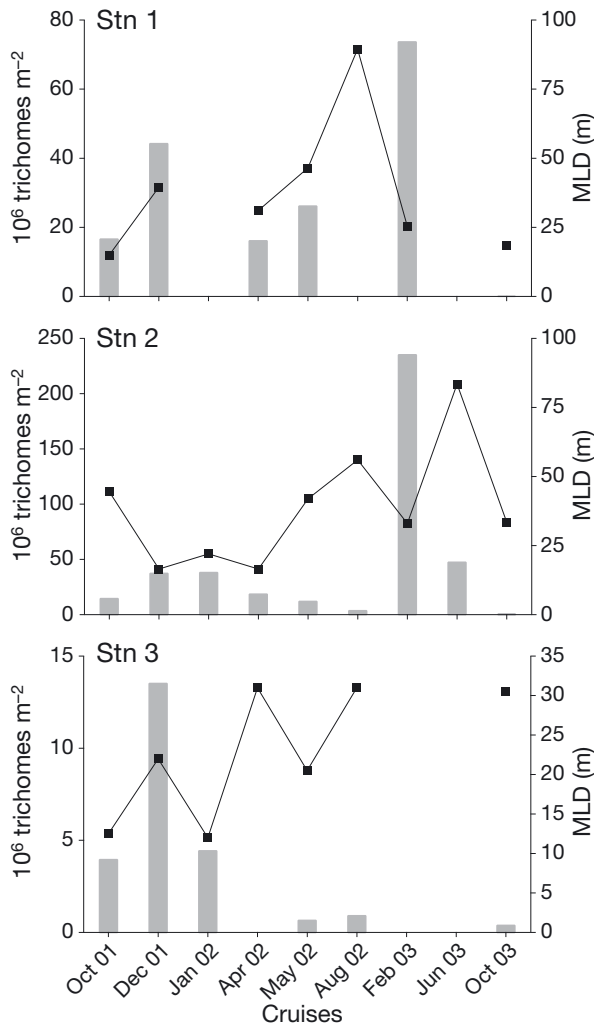 Stn 1
10⁶ trichomes m⁻²
80
60
40
20
0
100
75
50
25
0
MLD (m)
Stn 2
10⁶ trichomes m⁻²
250
200
150
100
50
0
100
75
50
25
0
MLD (m)
Stn 3
10⁶ trichomes m⁻²
15
10
5
0
35
30
25
20
15
10
5
0
MLD (m)
Oct 01
Dec 01
Jan 02
Apr 02
May 02
Aug 02
Feb 03
Jun 03
Oct 03
Cruises